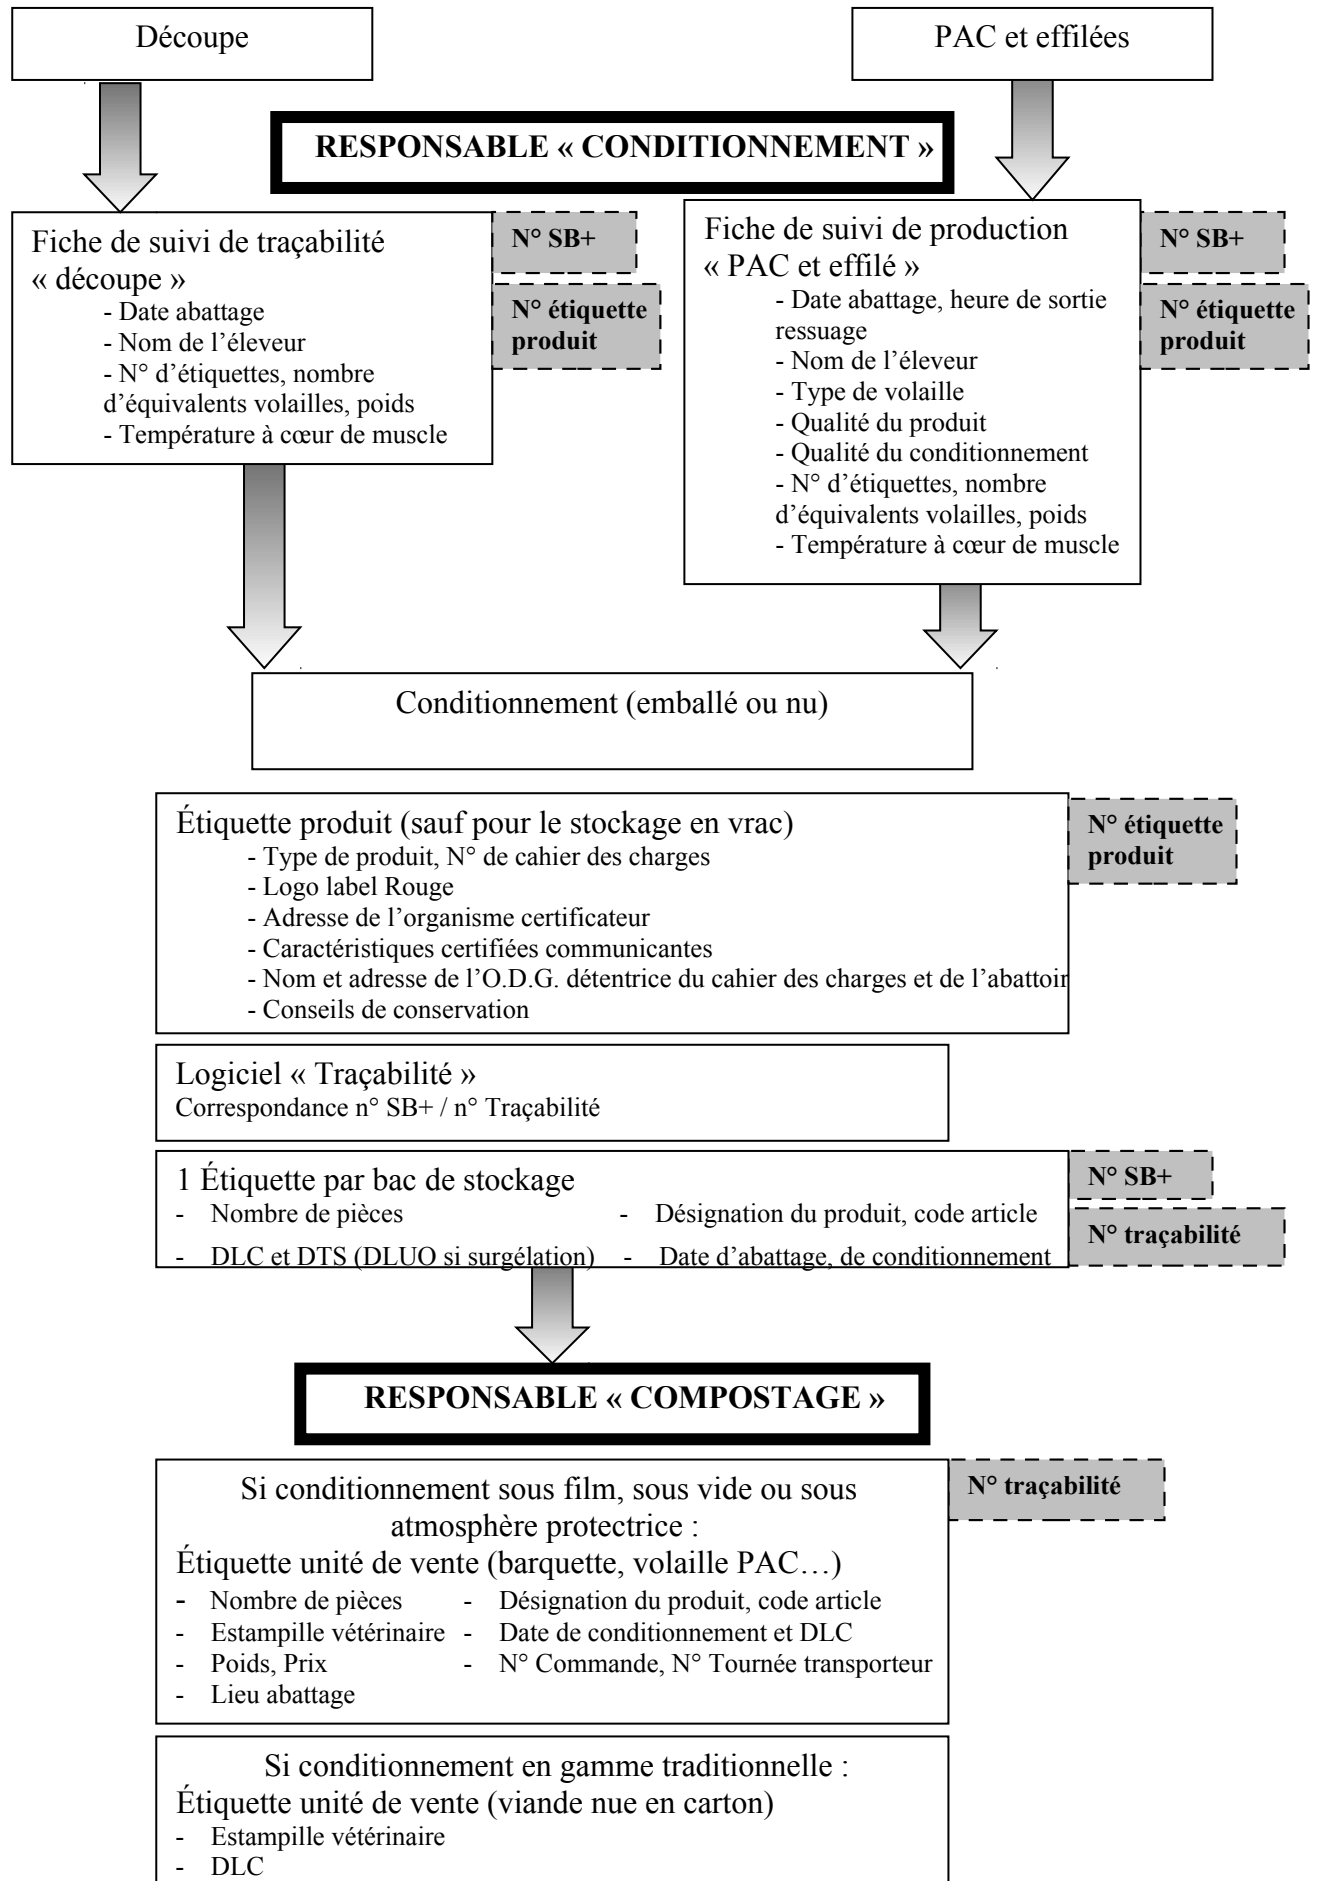 Découpe
PAC et effilées
RESPONSABLE « CONDITIONNEMENT »
Fiche de suivi de traçabilité
« découpe »
- Date abattage
- Nom de l’éleveur
- N° d’étiquettes, nombre
d’équivalents volailles, poids
- Température à cœur de muscle
N° SB+
N° étiquette
produit
Fiche de suivi de production
« PAC et effilé »
- Date abattage, heure de sortie
ressuage
- Nom de l’éleveur
- Type de volaille
- Qualité du produit
- Qualité du conditionnement
- N° d’étiquettes, nombre
d’équivalents volailles, poids
- Température à cœur de muscle
N° SB+
N° étiquette
produit
Conditionnement (emballé ou nu)
Étiquette produit (sauf pour le stockage en vrac)
- Type de produit, N° de cahier des charges
- Logo label Rouge
- Adresse de l’organisme certificateur
- Caractéristiques certifiées communicantes
- Nom et adresse de l’O.D.G. détentrice du cahier des charges et de l’abattoir
- Conseils de conservation
N° étiquette
produit
Logiciel « Traçabilité »
Correspondance n° SB+ / n° Traçabilité
1 Étiquette par bac de stockage
- Nombre de pièces - Désignation du produit, code article
- DLC et DTS (DLUO si surgélation) - Date d’abattage, de conditionnement
N° SB+
N° traçabilité
RESPONSABLE « COMPOSTAGE »
Si conditionnement sous film, sous vide ou sous
atmosphère protectrice :
Étiquette unité de vente (barquette, volaille PAC…)
- Nombre de pièces - Désignation du produit, code article
- Estampille vétérinaire - Date de conditionnement et DLC
- Poids, Prix - N° Commande, N° Tournée transporteur
- Lieu abattage
N° traçabilité
Si conditionnement en gamme traditionnelle :
Étiquette unité de vente (viande nue en carton)
- Estampille vétérinaire
- DLC